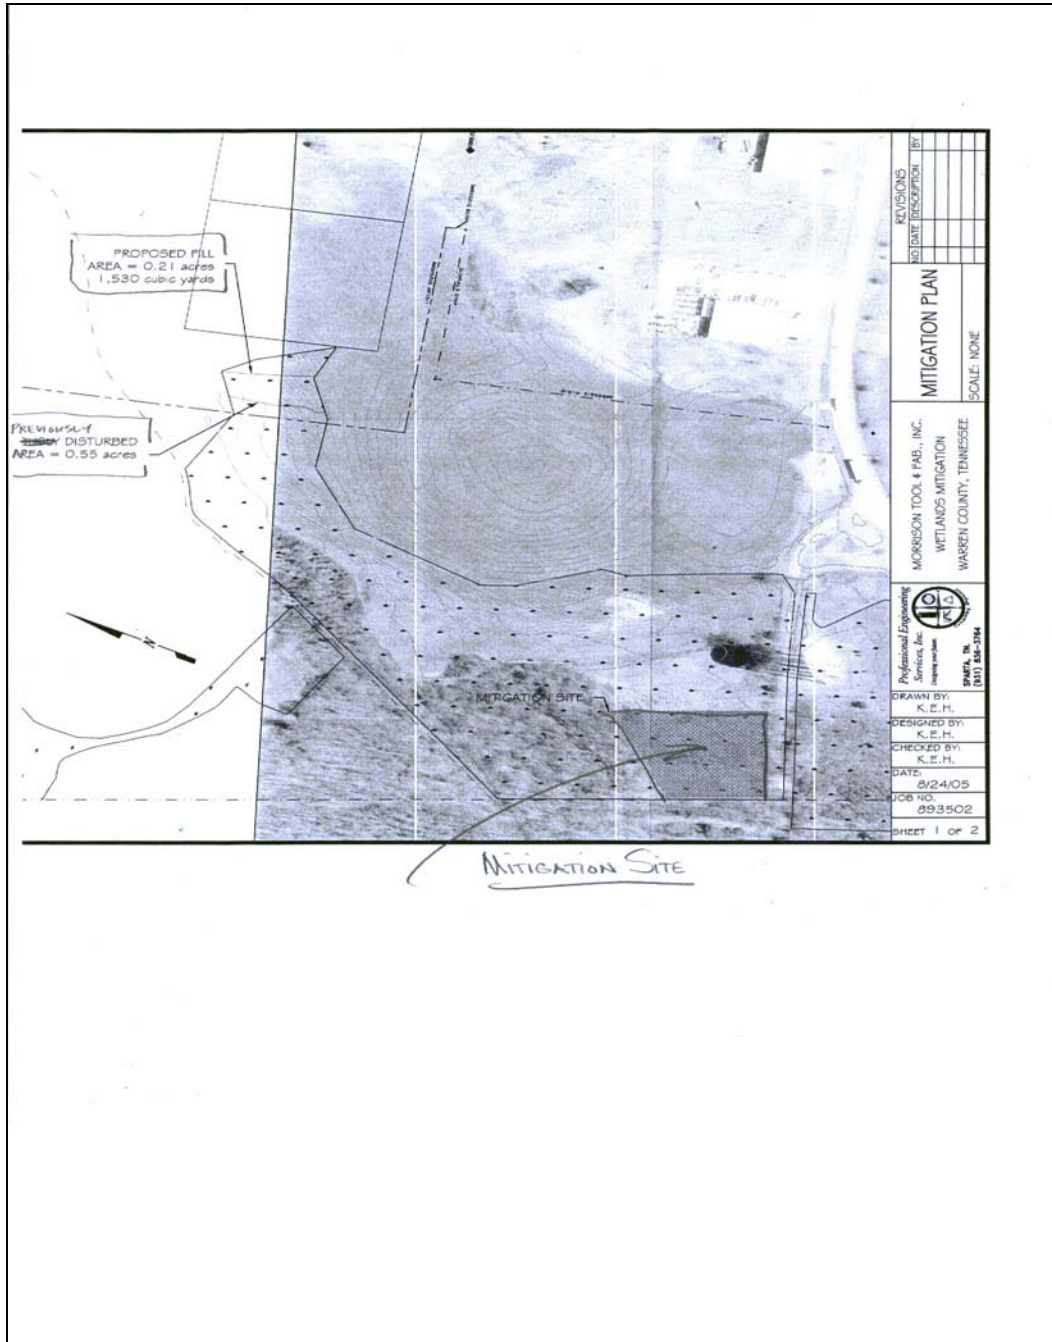 PROPOSED FILL
AREA = 0.21 acres
1,530 cubic yards
PREVIOUSLY
DISTURBED
AREA = 0.55 acres
N
MITIGATION SITE
MITIGATION SITE
REVISIONS
NO. DATE DESCRIPTION BY
MITIGATION PLAN
SCALE: NONE
MORRISON TOOL & FAB., INC.
WETLANDS MITIGATION
WARREN COUNTY, TENNESSEE
Professional Engineering
Services, Inc.
SPARTA, TN.
(931) 836-3764
DRAWN BY:
K.E.H.
DESIGNED BY:
K.E.H.
CHECKED BY:
K.E.H.
DATE:
8/24/05
JOB NO.
893502
SHEET 1 OF 2